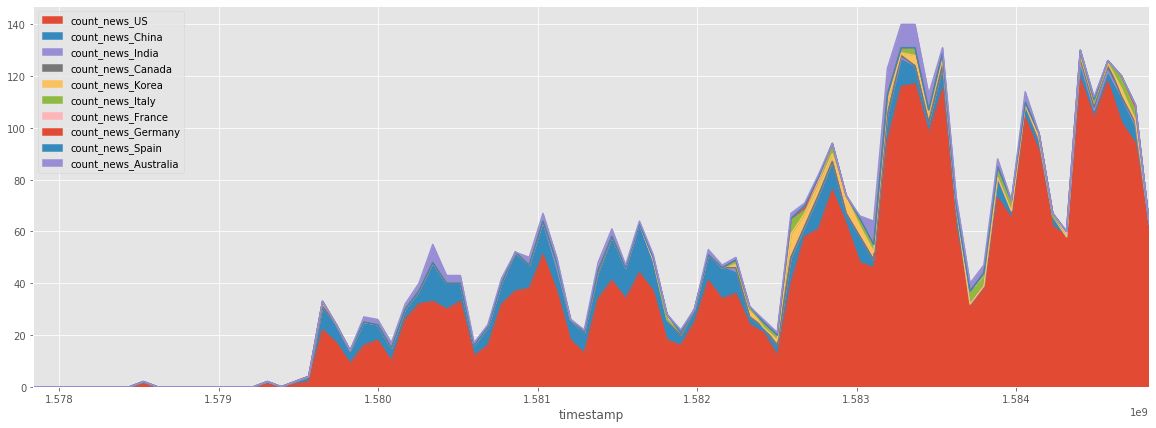 140
120
100
80
60
40
20
0
count_news_US
count_news_China
count_news_India
count_news_Canada
count_news_Korea
count_news_Italy
count_news_France
count_news_Germany
count_news_Spain
count_news_Australia
1.578 1.579 1.580 1.581 1.582 1.583 1.584
1e9
timestamp